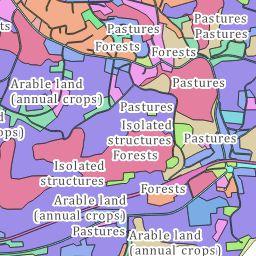 Pastures
Pastures
Pastures
Forests
Forests
Arable land
(annual crops)
Pastures
Pastures
Isolated
structures
Forests
Pastures
Isolated
structures
Forests
Arable land
(annual crops)
Pastures
Arable land
(annual crops)